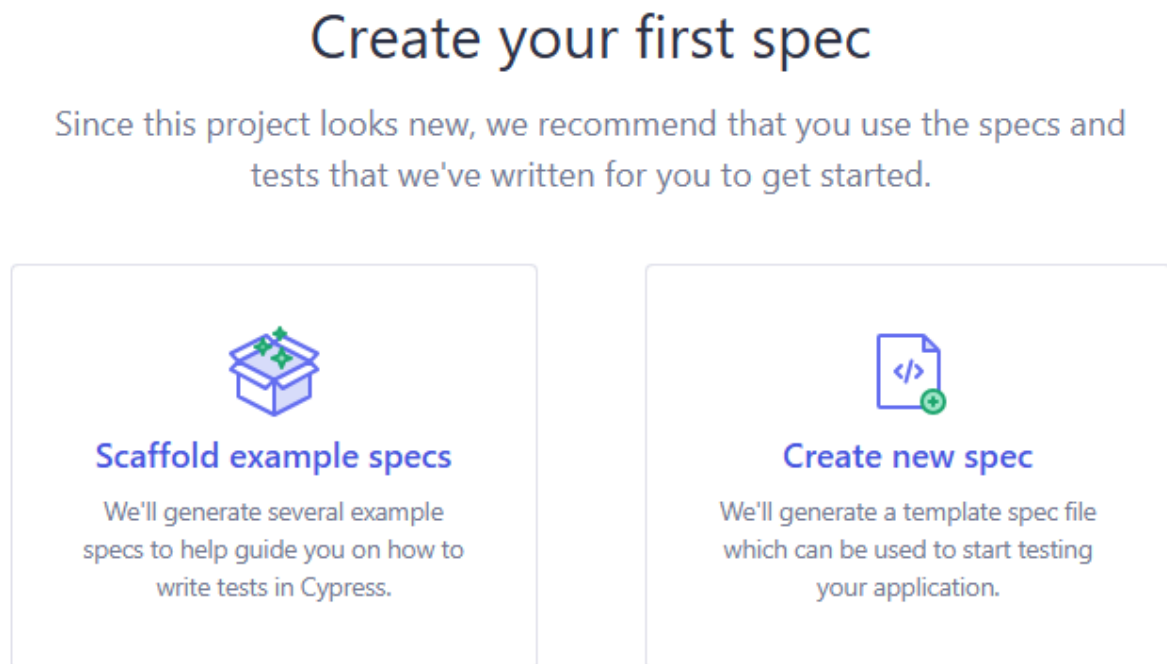 Create your first spec
Since this project looks new, we recommend that you use the specs and
tests that we've written for you to get started.
</>
Scaffold example specs
We'll generate several example
specs to help guide you on how to
write tests in Cypress.
Create new spec
We'll generate a template spec file
which can be used to start testing
your application.